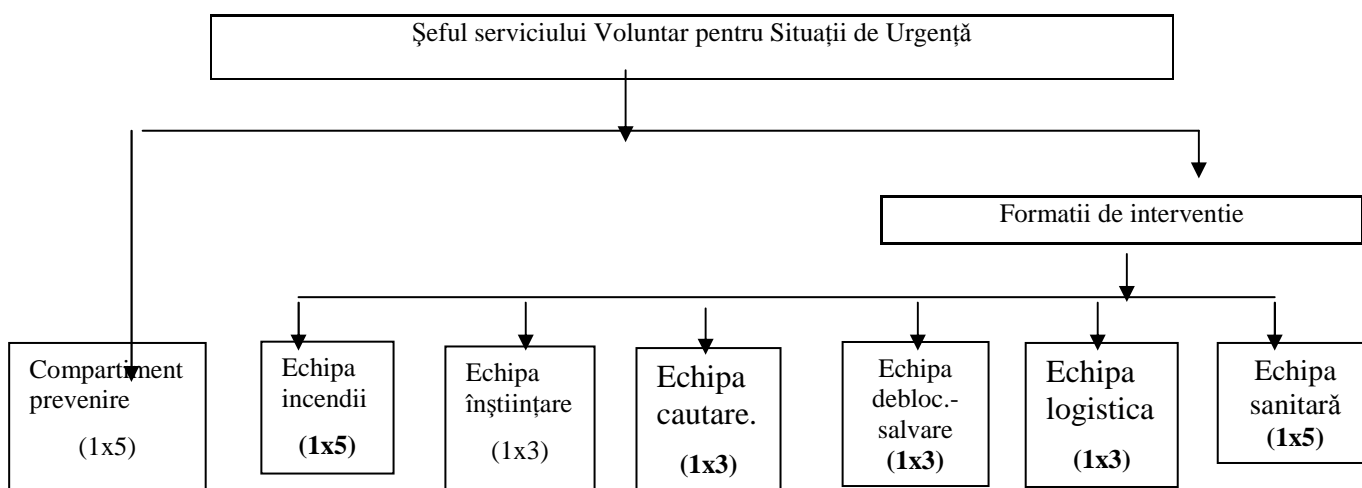 Şeful serviciului Voluntar pentru Situații de Urgență
Formatii de interventie
Compartiment
prevenire
(1x5)
Echipa
incendii
(1x5)
Echipa
înştiințare
(1x3)
Echipa
cautare.
(1x3)
Echipa
debloc.-
salvare
(1x3)
Echipa
logistica
(1x3)
Echipa
sanitară
(1x5)